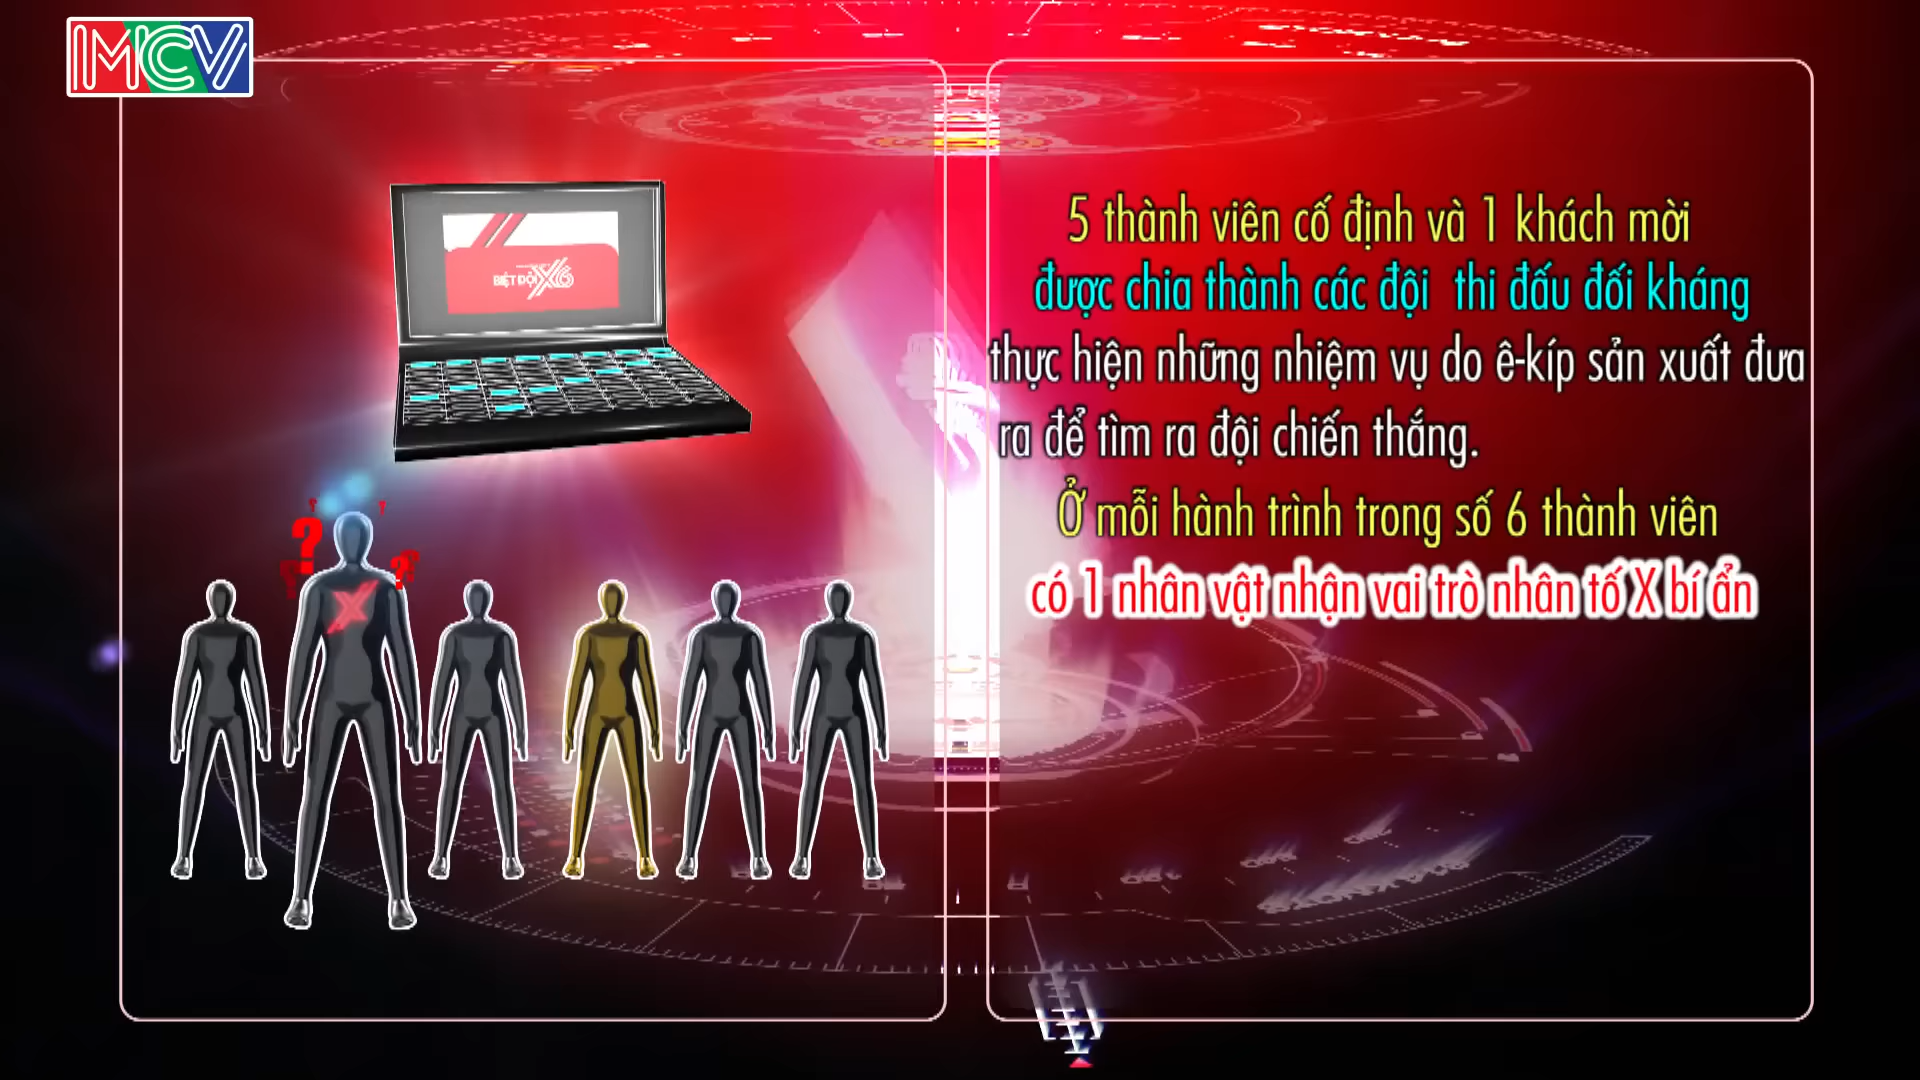 MCV
BIỆT ĐỘI X6
5 thành viên cố định và 1 khách mời
được chia thành các đội thi đấu đối kháng
thực hiện những nhiệm vụ do ê-kíp sản xuất đưa
ra để tìm ra đội chiến thắng.
Ở mỗi hành trình trong số 6 thành viên
có 1 nhân vật nhận vai trò nhân tố X bí ẩn
? ? ?
X